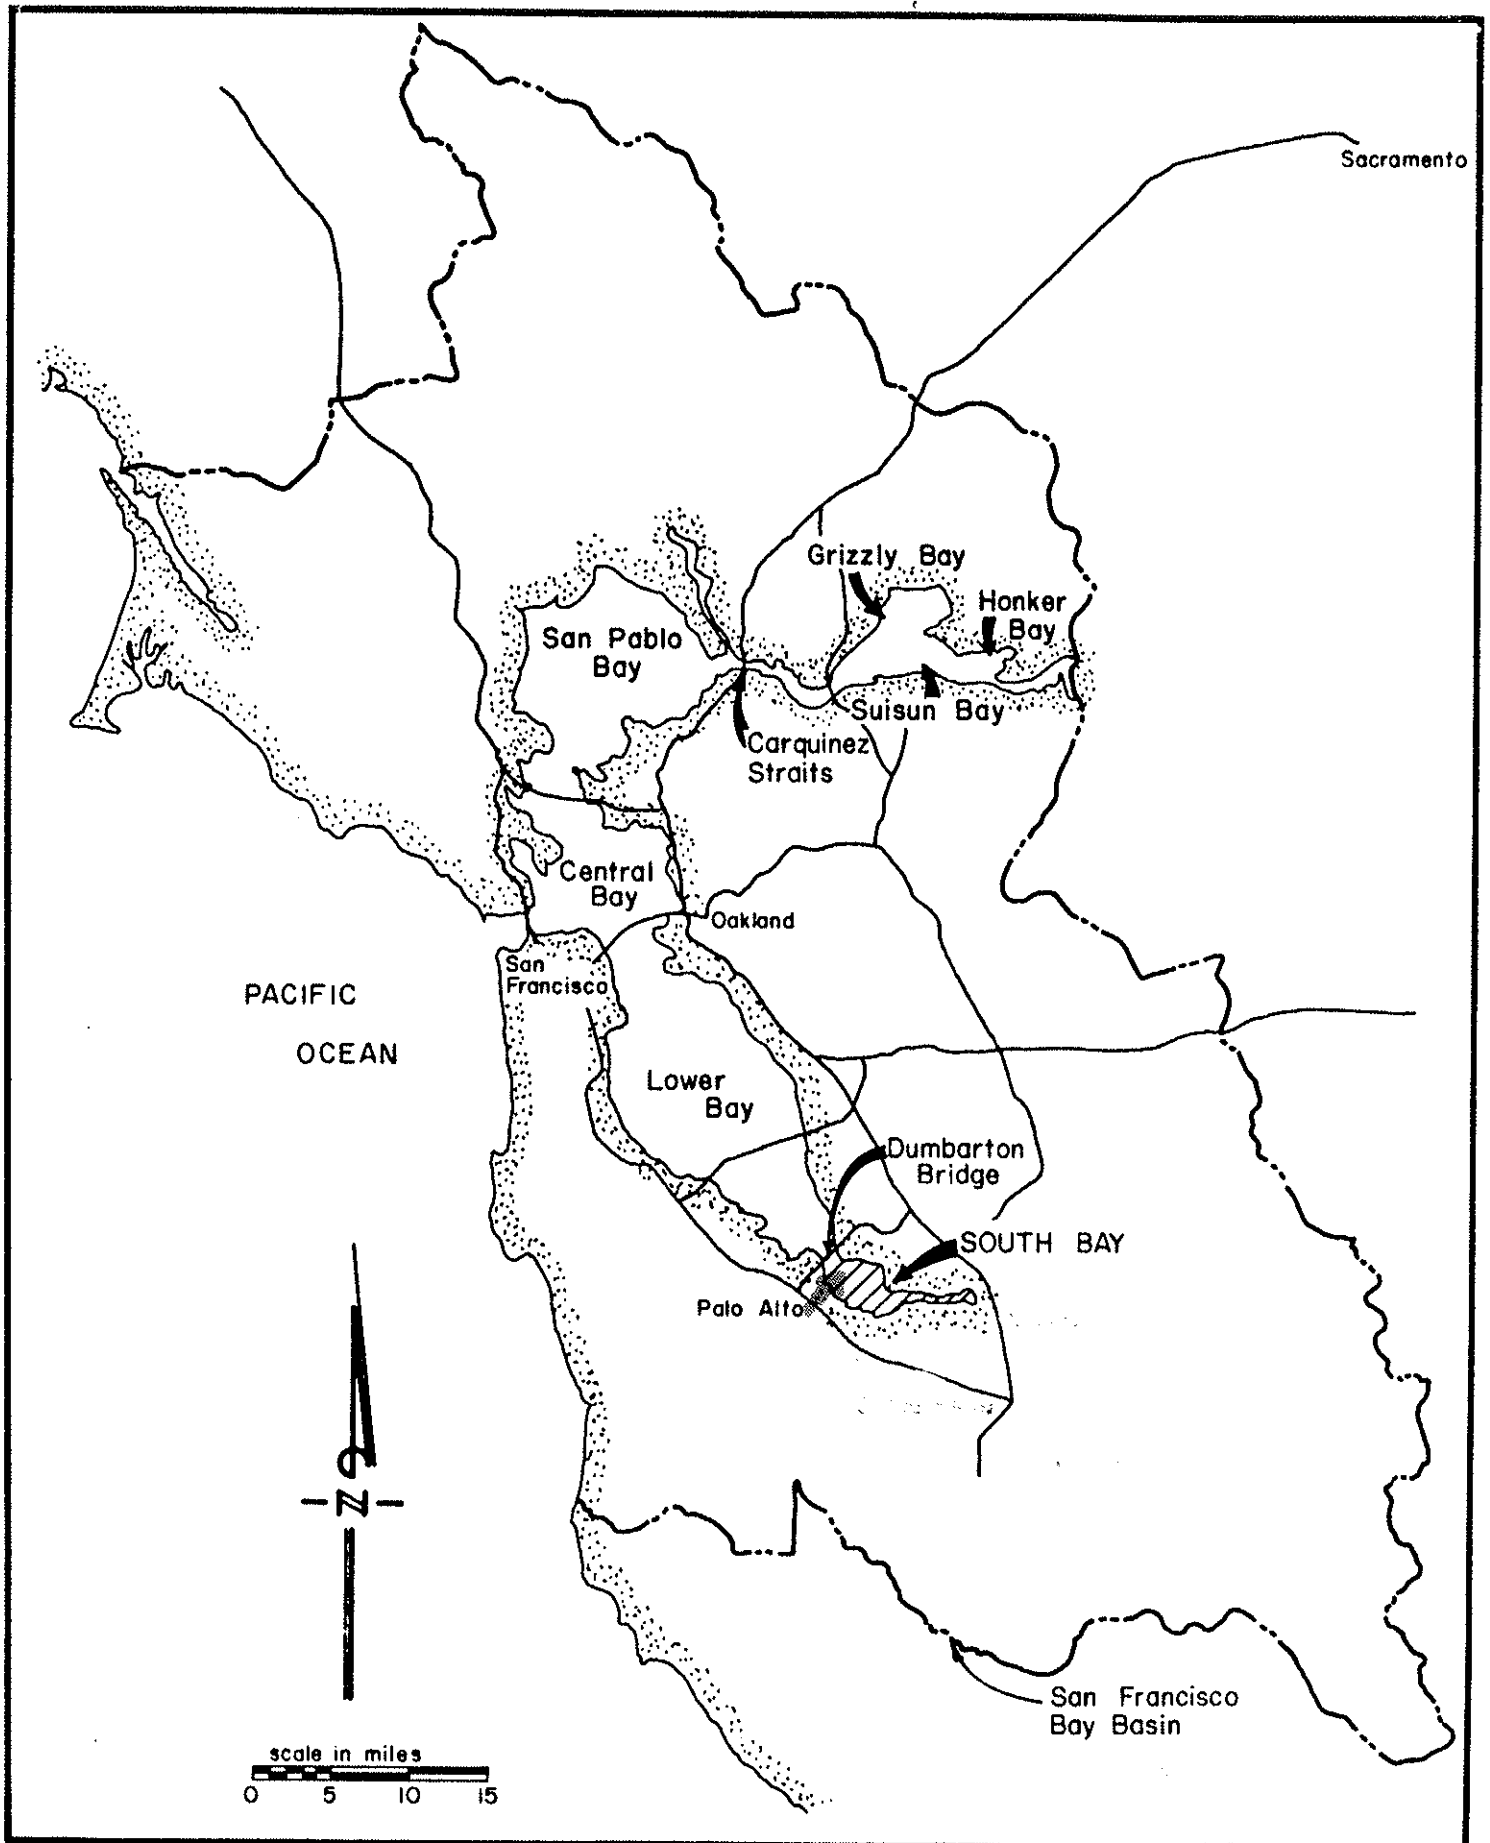 Sacramento
Grizzly Bay
Honker
Bay
San Pablo
Bay
Suisun Bay
Carquinez
Straits
Central
Bay
Oakland
San
Francisco
PACIFIC
OCEAN
Lower
Bay
Dumbarton
Bridge
SOUTH BAY
Palo Alto
N
San Francisco
Bay Basin
scale in miles
0 5 10 15